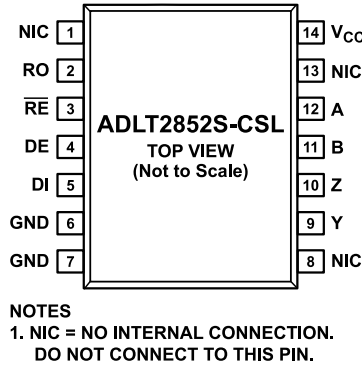 NIC 1 14 VCC
RO 2 13 NIC
RE 3 12 A
ADLT2852S-CSL
DE 4 TOP VIEW 11 B
(Not to Scale)
DI 5 10 Z
GND 6 9 Y
GND 7 8 NIC
NOTES
1. NIC = NO INTERNAL CONNECTION.
DO NOT CONNECT TO THIS PIN.